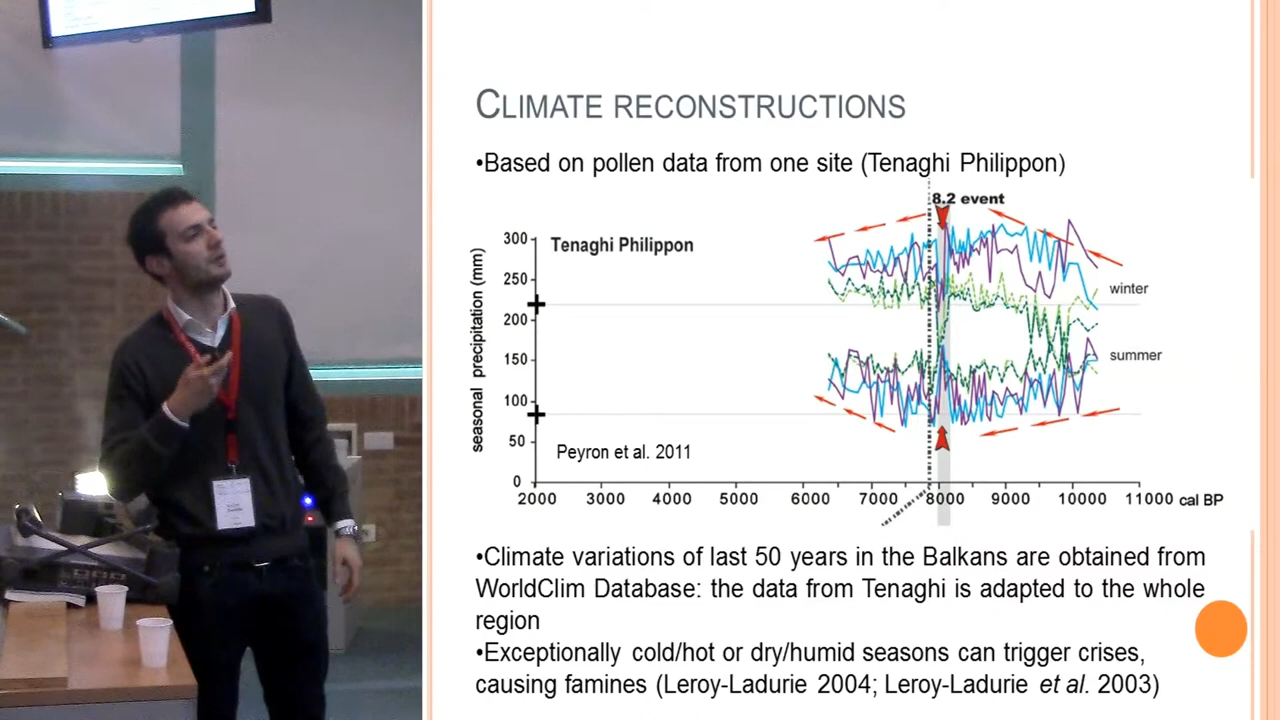 CLIMATE RECONSTRUCTIONS
•Based on pollen data from one site (Tenaghi Philippon)
8.2 event
Tenaghi Philippon
seasonal precipitation (mm)
300
250
200
150
100
50
0
winter
summer
Peyron et al. 2011
2000 3000 4000 5000 6000 7000 8000 9000 10000 11000 cal BP
•Climate variations of last 50 years in the Balkans are obtained from
WorldClim Database: the data from Tenaghi is adapted to the whole
region
•Exceptionally cold/hot or dry/humid seasons can trigger crises,
causing famines (Leroy-Ladurie 2004; Leroy-Ladurie et al. 2003)